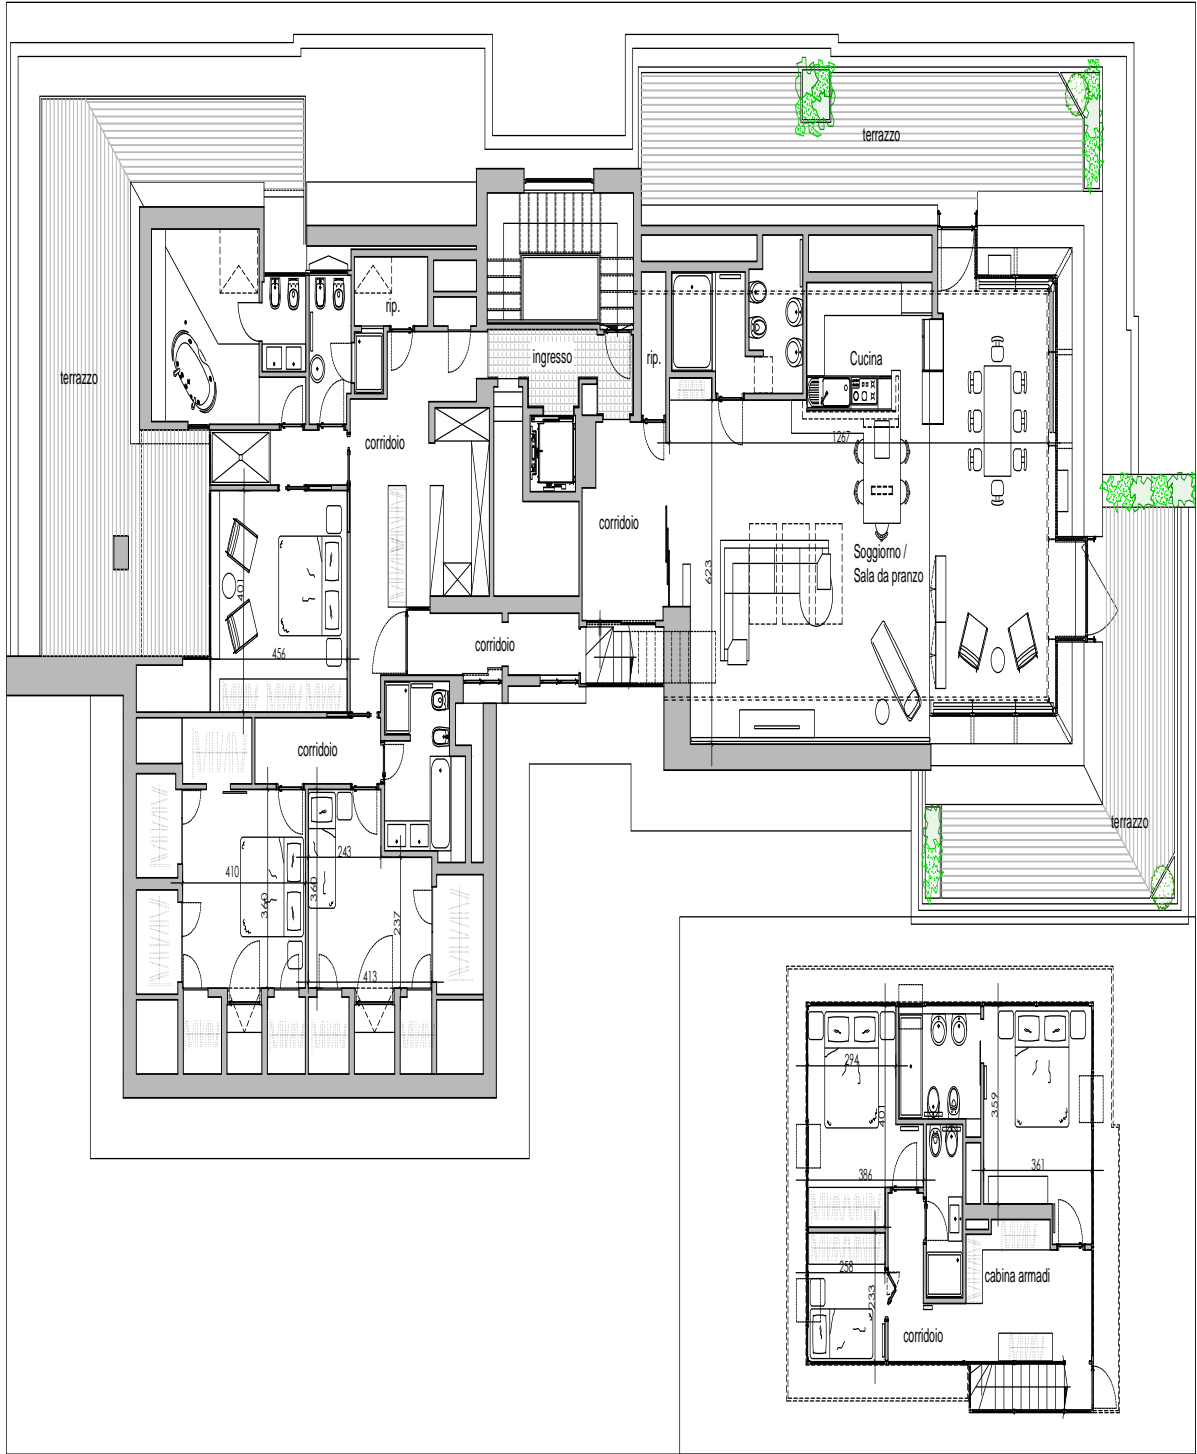 terrazzo
rip.
ingresso
rip.
Cucina
terrazzo
corridoio
1267
corridoio
Soggiorno /
Sala da pranzo
623
401
456
corridoio
corridoio
terrazzo
243
410
360
360
237
413
294
401
359
386
361
258
233
cabina armadi
corridoio